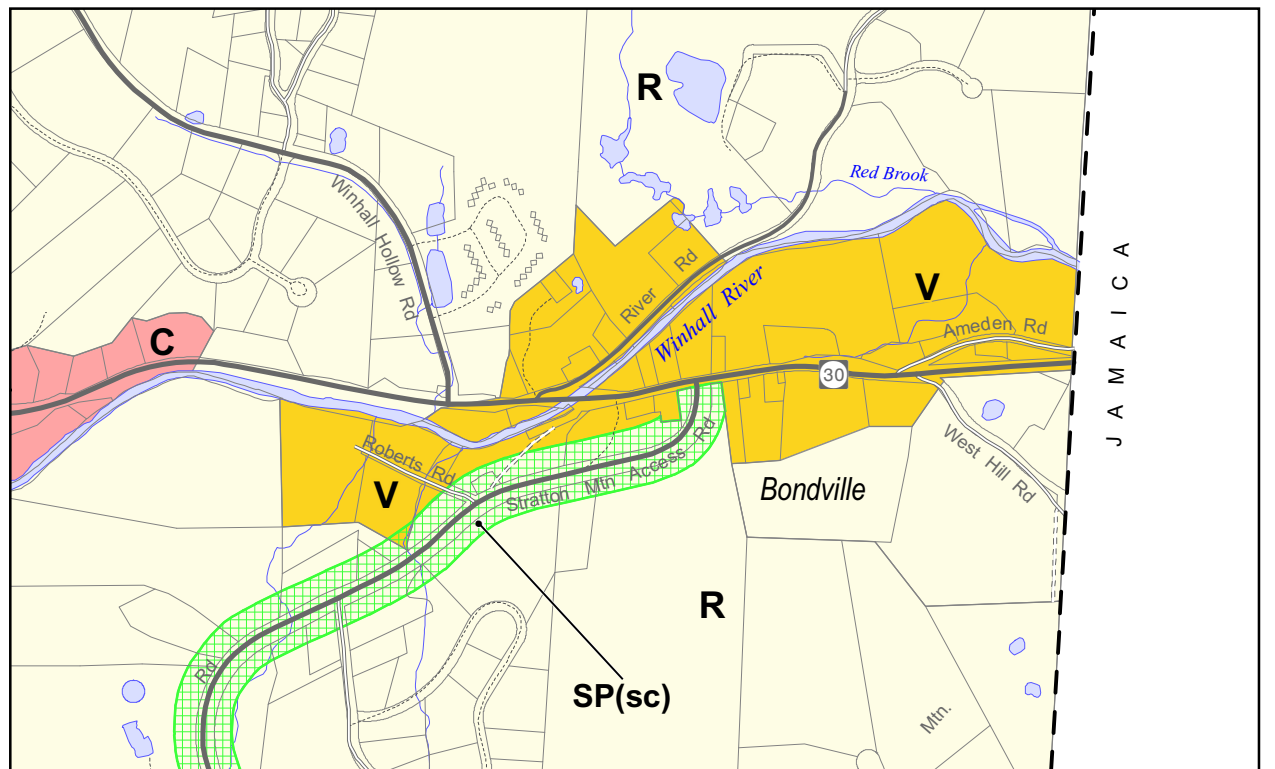 R
Red Brook
Winhall Hollow Rd
River Rd
Winhall River
V
JAMAICA
C
Ameden Rd
30
Roberts Rd
V
Stratton Mtn Access Rd
West Hill Rd
Bondville
R
Rd
SP(sc)
Mtn.